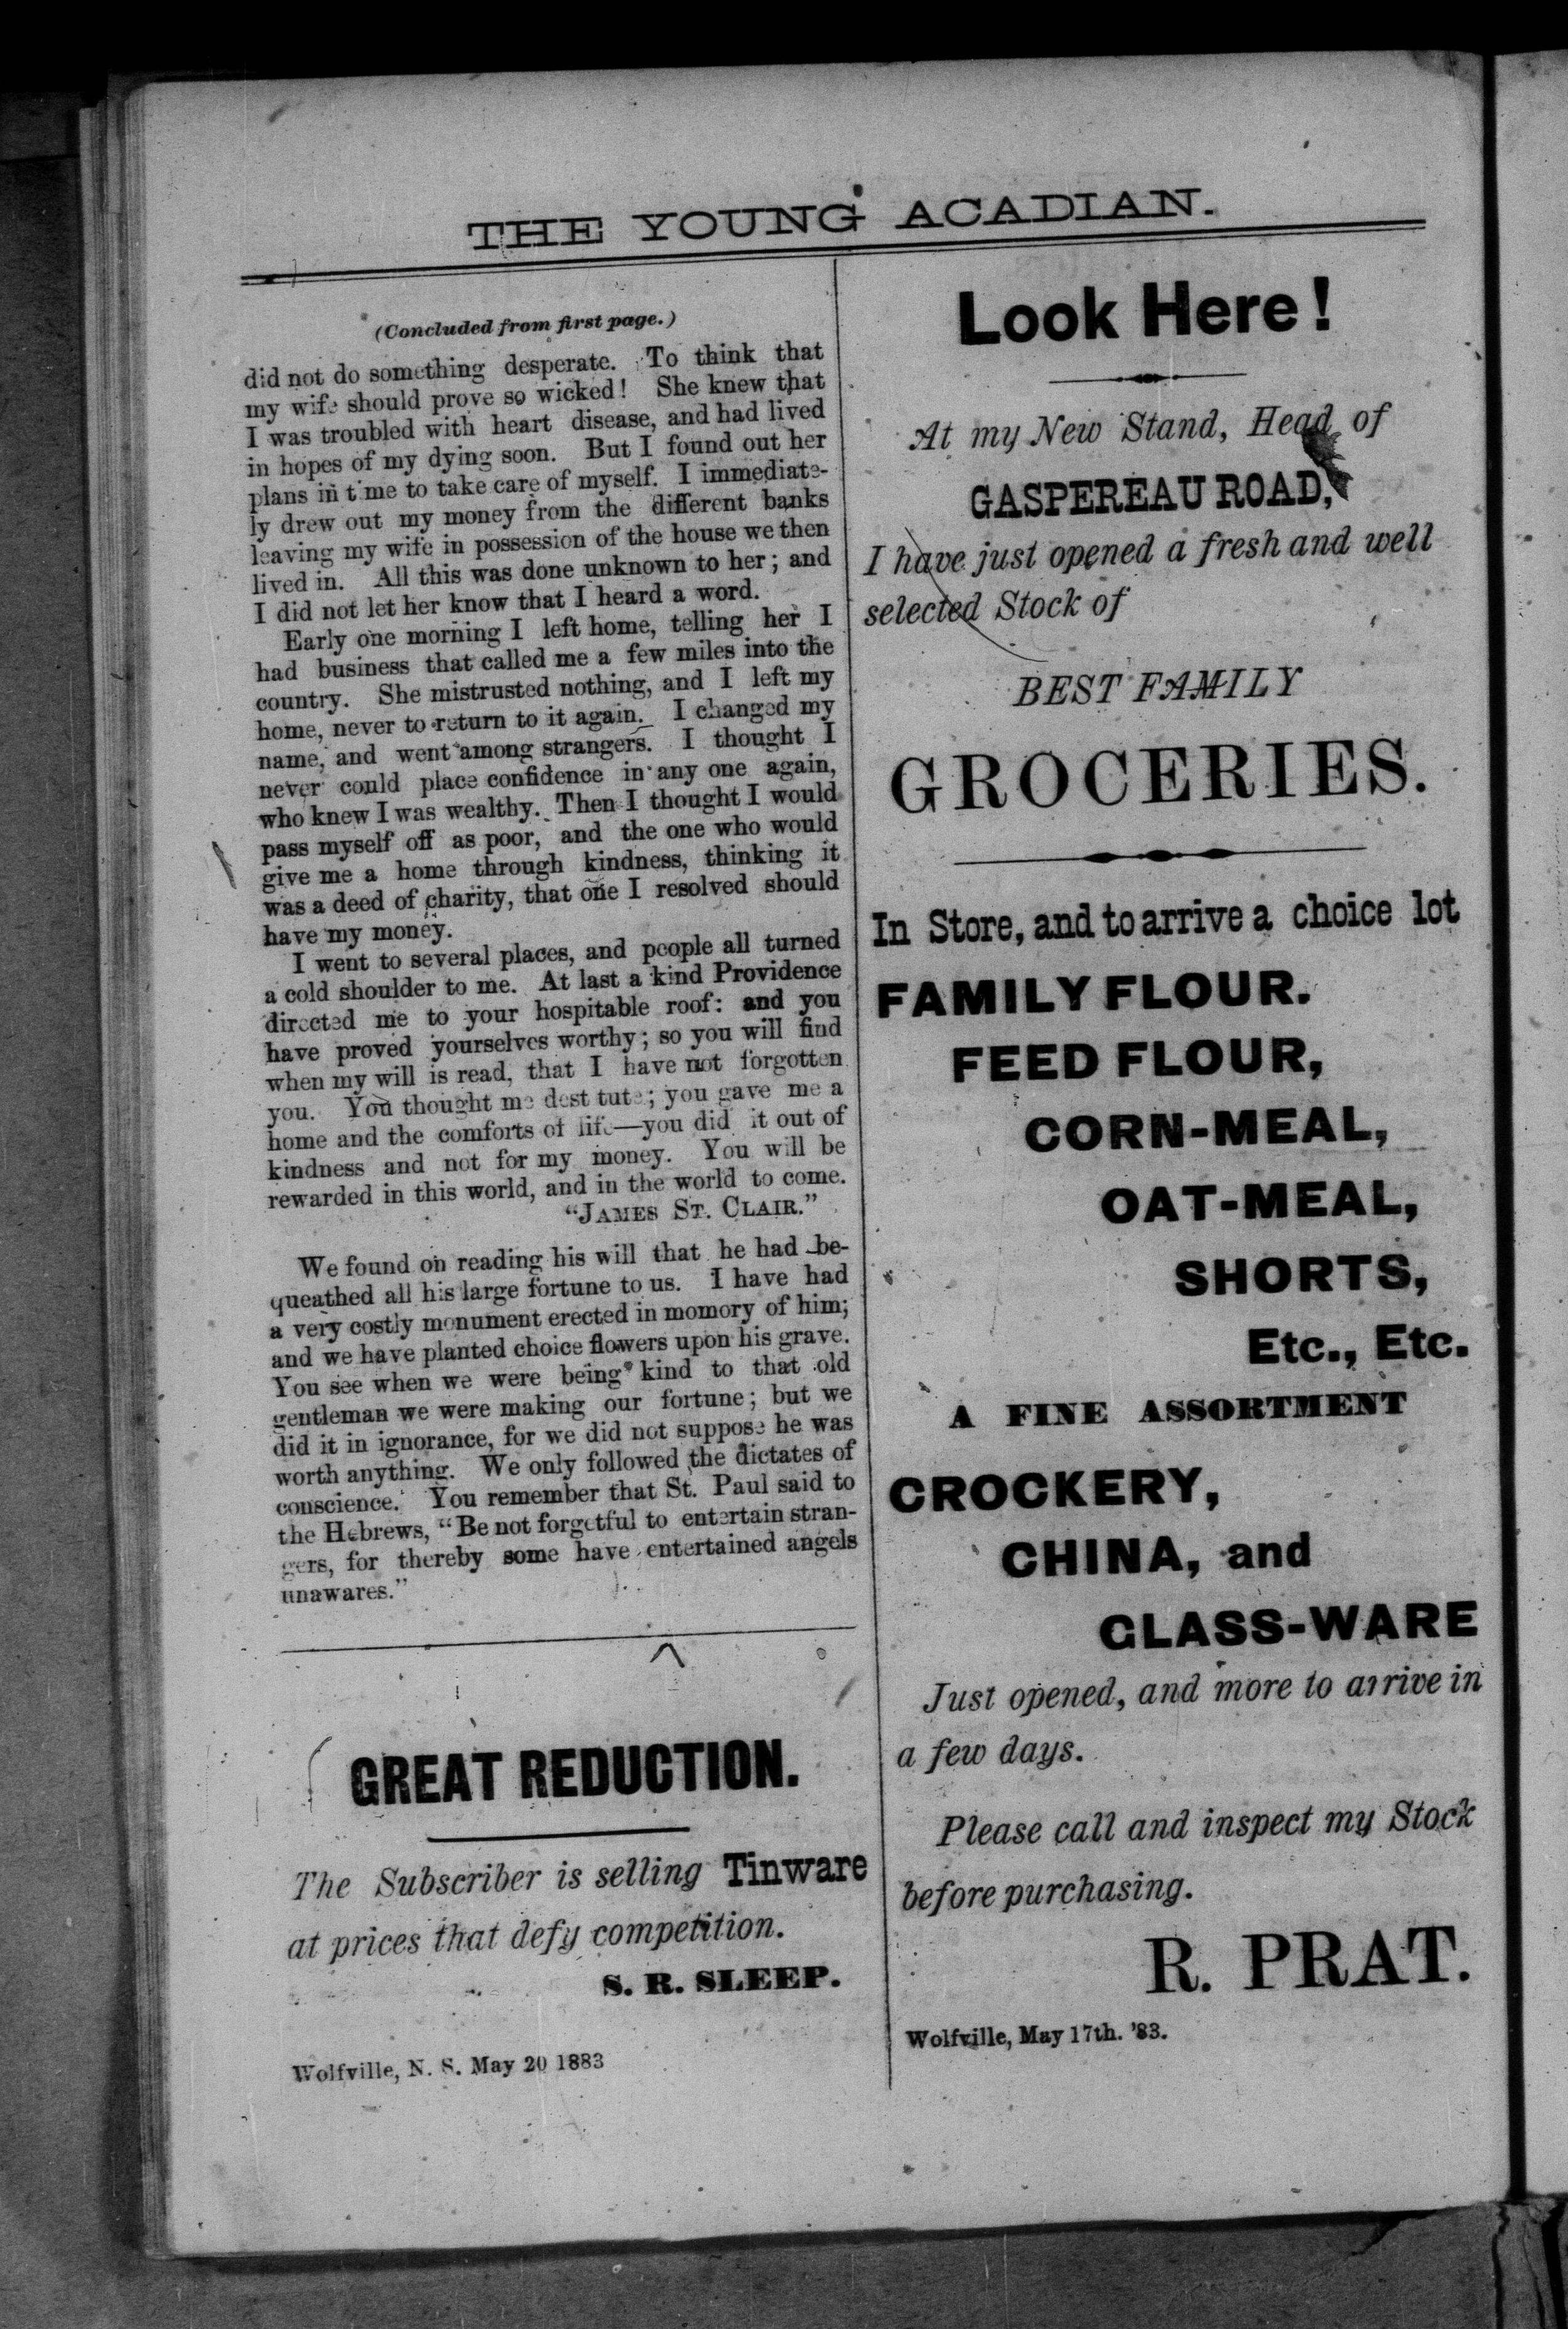 THE YOUNG ACADIAN.
(Concluded from first page.)
did not do something desperate. To think that
my wife should prove so wicked! She knew that
I was troubled with heart disease, and had lived
in hopes of my dying soon. But I found out her
plans in time to take care of myself. I immediate-
ly drew out my money from the different banks
leaving my wife in possession of the house we then
lived in. All this was done unknown to her; and
I did not let her know that I heard a word.
Early one morning I left home, telling her I
had business that called me a few miles into the
country. She mistrusted nothing, and I left my
home, never to return to it again. I changed my
name, and went among strangers. I thought I
never could place confidence in any one again,
who knew I was wealthy. Then I thought I would
pass myself off as poor, and the one who would
give me a home through kindness, thinking it
was a deed of charity, that one I resolved should
have my money.
I went to several places, and people all turned
a cold shoulder to me. At last a kind Providence
directed me to your hospitable roof: and you
have proved yourselves worthy; so you will find
when my will is read, that I have not forgotten
you. You thought me destitute; you gave me a
home and the comforts of life—you did it out of
kindness and not for my money. You will be
rewarded in this world, and in the world to come.
"JAMES ST. CLAIR."
We found on reading his will that he had be-
queathed all his large fortune to us. I have had
a very costly monument erected in momory of him;
and we have planted choice flowers upon his grave.
You see when we were being kind to that old
gentleman we were making our fortune; but we
did it in ignorance, for we did not suppose he was
worth anything. We only followed the dictates of
conscience. You remember that St. Paul said to
the Hebrews, "Be not forgetful to entertain stran-
gers, for thereby some have entertained angels
unawares."
GREAT REDUCTION.
The Subscriber is selling Tinware
at prices that defy competition.
S. R. SLEEP.
Wolfville, N. S. May 20 1883
Look Here!
At my New Stand, Head of
GASPEREAU ROAD,
I have just opened a fresh and well
selected Stock of
BEST FAMILY
GROCERIES.
In Store, and to arrive a choice lot
FAMILY FLOUR.
FEED FLOUR,
CORN-MEAL,
OAT-MEAL,
SHORTS,
Etc., Etc.
A FINE ASSORTMENT
CROCKERY,
CHINA, and
GLASS-WARE
Just opened, and more to arrive in
a few days.
Please call and inspect my Stock
before purchasing.
R. PRAT.
Wolfville, May 17th. '83.